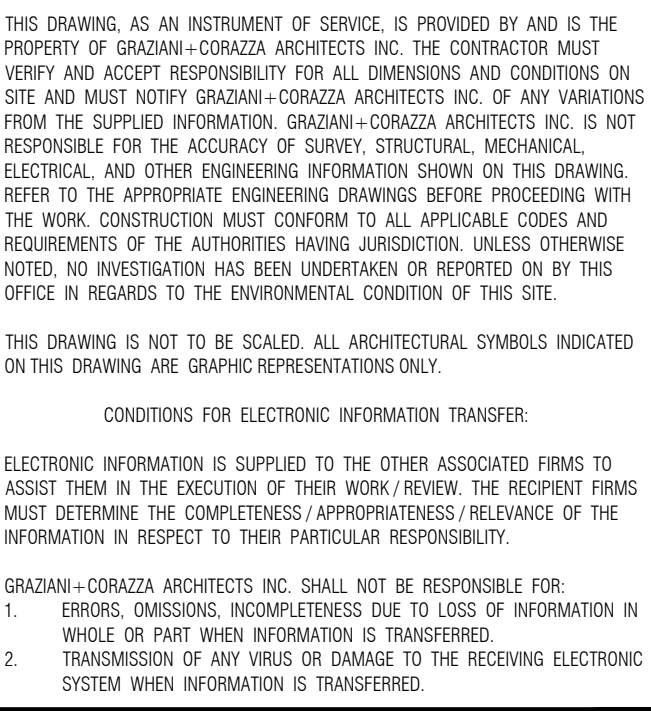 THIS DRAWING, AS AN INSTRUMENT OF SERVICE, IS PROVIDED BY AND IS THE
PROPERTY OF GRAZIANI+CORAZZA ARCHITECTS INC. THE CONTRACTOR MUST
VERIFY AND ACCEPT RESPONSIBILITY FOR ALL DIMENSIONS AND CONDITIONS ON
SITE AND MUST NOTIFY GRAZIANI+CORAZZA ARCHITECTS INC. OF ANY VARIATIONS
FROM THE SUPPLIED INFORMATION. GRAZIANI+CORAZZA ARCHITECTS INC. IS NOT
RESPONSIBLE FOR THE ACCURACY OF SURVEY, STRUCTURAL, MECHANICAL,
ELECTRICAL, AND OTHER ENGINEERING INFORMATION SHOWN ON THIS DRAWING.
REFER TO THE APPROPRIATE ENGINEERING DRAWINGS BEFORE PROCEEDING WITH
THE WORK. CONSTRUCTION MUST CONFORM TO ALL APPLICABLE CODES AND
REQUIREMENTS OF THE AUTHORITIES HAVING JURISDICTION. UNLESS OTHERWISE
NOTED, NO INVESTIGATION HAS BEEN UNDERTAKEN OR REPORTED ON BY THIS
OFFICE IN REGARDS TO THE ENVIRONMENTAL CONDITION OF THIS SITE.
THIS DRAWING IS NOT TO BE SCALED. ALL ARCHITECTURAL SYMBOLS INDICATED
ON THIS DRAWING ARE GRAPHIC REPRESENTATIONS ONLY.
CONDITIONS FOR ELECTRONIC INFORMATION TRANSFER:
ELECTRONIC INFORMATION IS SUPPLIED TO THE OTHER ASSOCIATED FIRMS TO
ASSIST THEM IN THE EXECUTION OF THEIR WORK/REVIEW. THE RECIPIENT FIRMS
MUST DETERMINE THE COMPLETENESS/APPROPRIATENESS/RELEVANCE OF THE
INFORMATION IN RESPECT TO THEIR PARTICULAR RESPONSIBILITY.
GRAZIANI+CORAZZA ARCHITECTS INC. SHALL NOT BE RESPONSIBLE FOR:
1. ERRORS, OMISSIONS, INCOMPLETENESS DUE TO LOSS OF INFORMATION IN
WHOLE OR PART WHEN INFORMATION IS TRANSFERRED.
2. TRANSMISSION OF ANY VIRUS OR DAMAGE TO THE RECEIVING ELECTRONIC
SYSTEM WHEN INFORMATION IS TRANSFERRED.